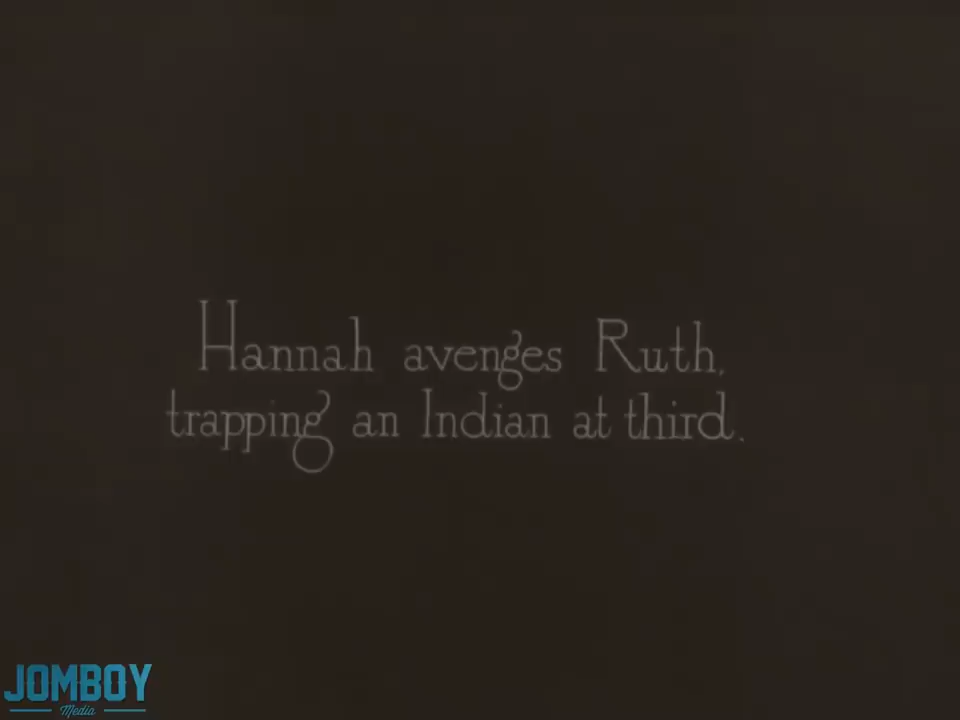 Hannah avenges Ruth,
trapping an Indian at third.
JOMBOY
Media